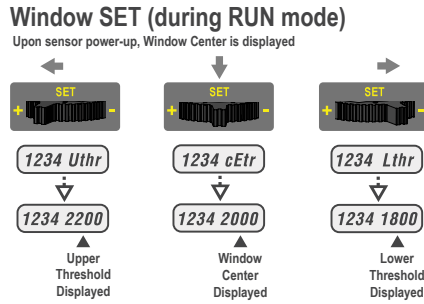 Window SET (during RUN mode)
Upon sensor power-up, Window Center is displayed
SET
+ -
SET
+ -
SET
+ -
1234 Uthr
1234 cEtr
1234 Lthr
1234 2200
1234 2000
1234 1800
Upper
Threshold
Displayed
Window
Center
Displayed
Lower
Threshold
Displayed